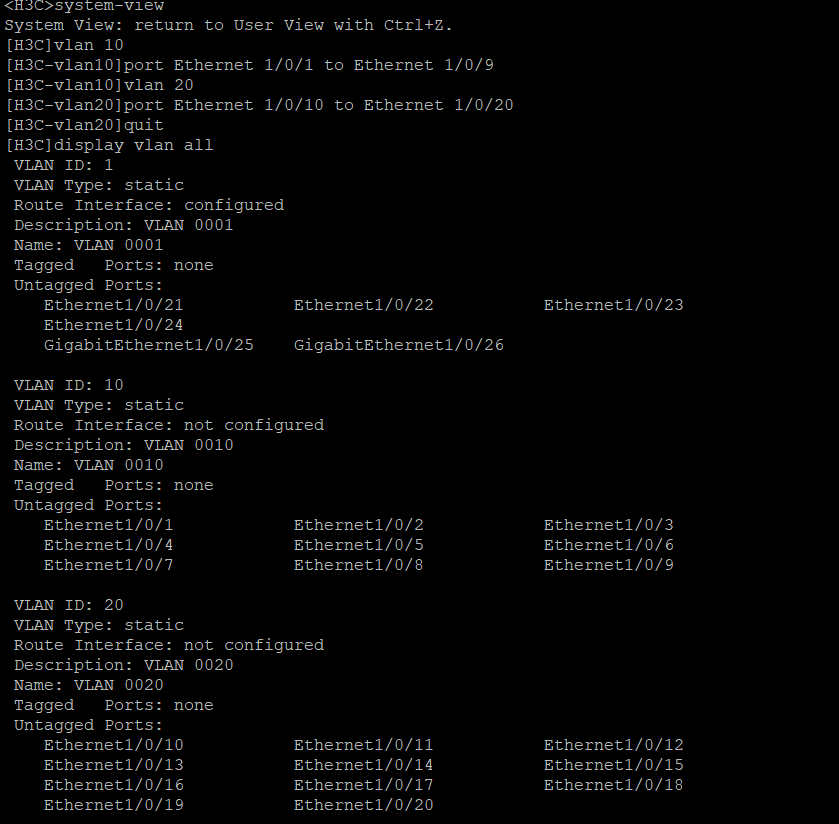 <H3C>system-view
System View: return to User View with Ctrl+Z.
[H3C]vlan 10
[H3C-vlan10]port Ethernet 1/0/1 to Ethernet 1/0/9
[H3C-vlan10]vlan 20
[H3C-vlan20]port Ethernet 1/0/10 to Ethernet 1/0/20
[H3C-vlan20]quit
[H3C]display vlan all
 VLAN ID: 1
 VLAN Type: static
 Route Interface: configured
 Description: VLAN 0001
 Name: VLAN 0001
 Tagged   Ports: none
 Untagged Ports:
    Ethernet1/0/21           Ethernet1/0/22           Ethernet1/0/23
    Ethernet1/0/24
    GigabitEthernet1/0/25    GigabitEthernet1/0/26

 VLAN ID: 10
 VLAN Type: static
 Route Interface: not configured
 Description: VLAN 0010
 Name: VLAN 0010
 Tagged   Ports: none
 Untagged Ports:
    Ethernet1/0/1            Ethernet1/0/2            Ethernet1/0/3
    Ethernet1/0/4            Ethernet1/0/5            Ethernet1/0/6
    Ethernet1/0/7            Ethernet1/0/8            Ethernet1/0/9

 VLAN ID: 20
 VLAN Type: static
 Route Interface: not configured
 Description: VLAN 0020
 Name: VLAN 0020
 Tagged   Ports: none
 Untagged Ports:
    Ethernet1/0/10           Ethernet1/0/11           Ethernet1/0/12
    Ethernet1/0/13           Ethernet1/0/14           Ethernet1/0/15
    Ethernet1/0/16           Ethernet1/0/17           Ethernet1/0/18
    Ethernet1/0/19           Ethernet1/0/20